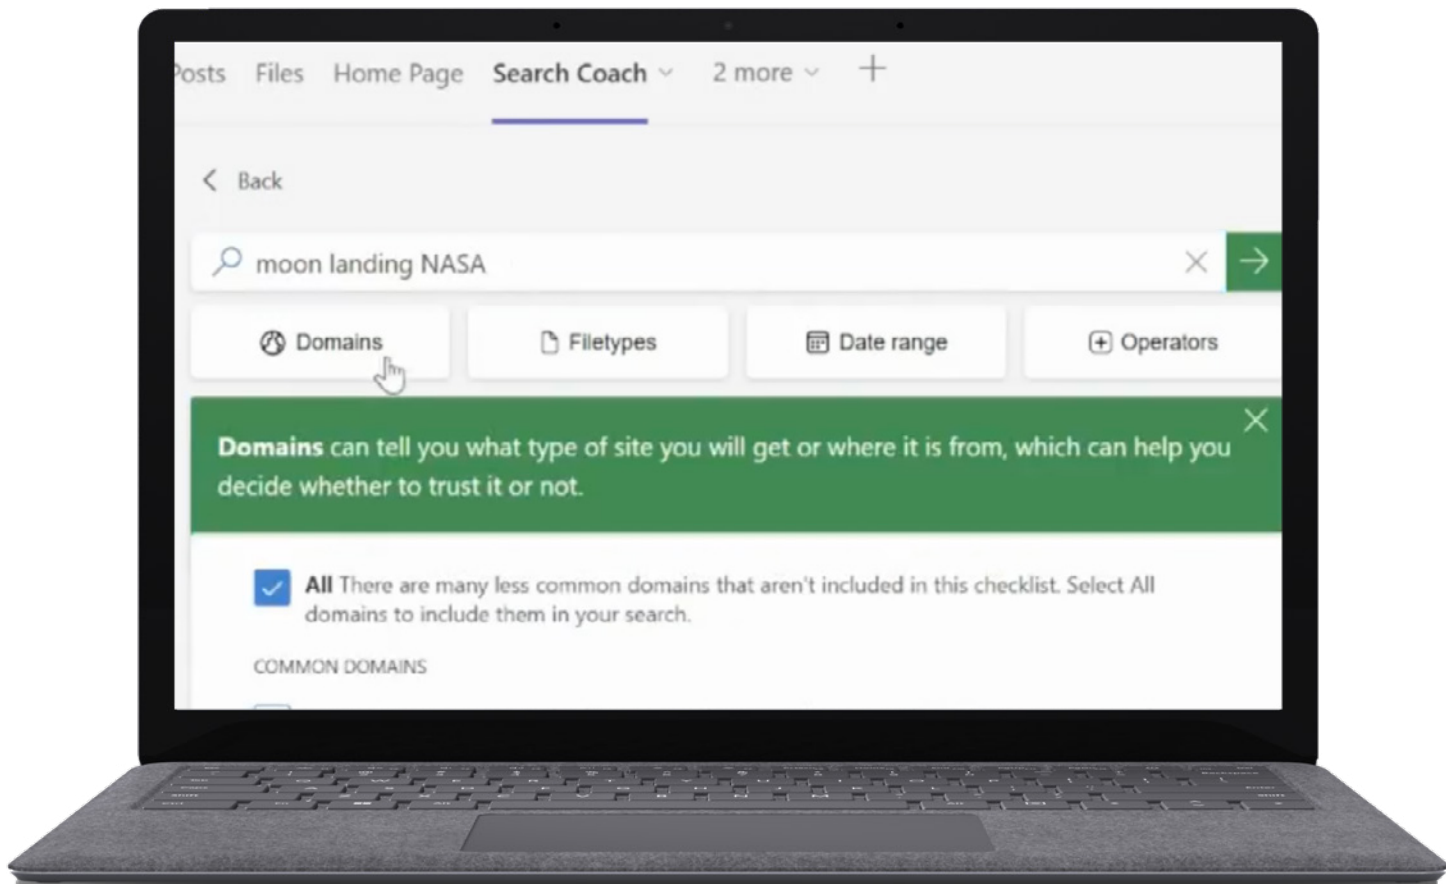 Posts Files Home Page Search Coach 2 more
Back
moon landing NASA
Domains Filetypes Date range Operators
Domains can tell you what type of site you will get or where it is from, which can help you
decide whether to trust it or not.
All There are many less common domains that aren't included in this checklist. Select All
domains to include them in your search.
COMMON DOMAINS